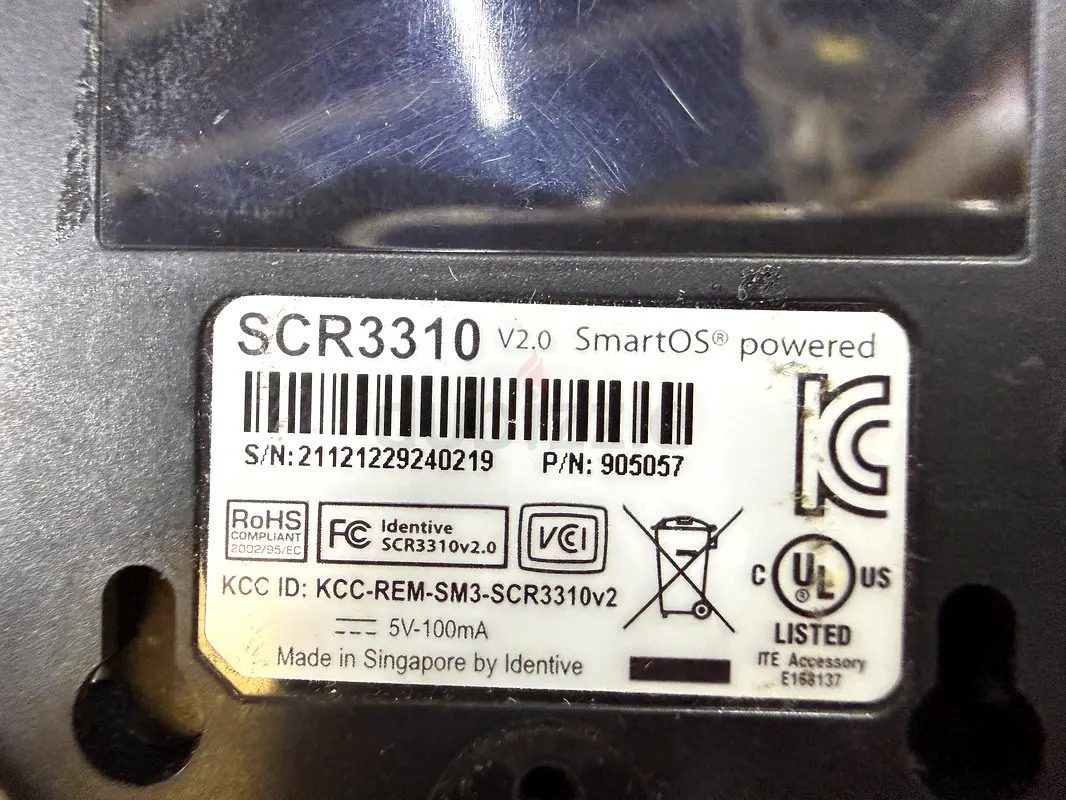 SCR3310 V2.0 SmartOS® powered
S/N: 21121229240219 P/N: 905057
RoHS
COMPLIANT
2002/95/EC
FC Identive
SCR3310v2.0
VCI
KC
KCC ID: KCC-REM-SM3-SCR3310v2
C UL® US
LISTED
ITE Accessory
E168137
5V-100mA
Made in Singapore by Identive